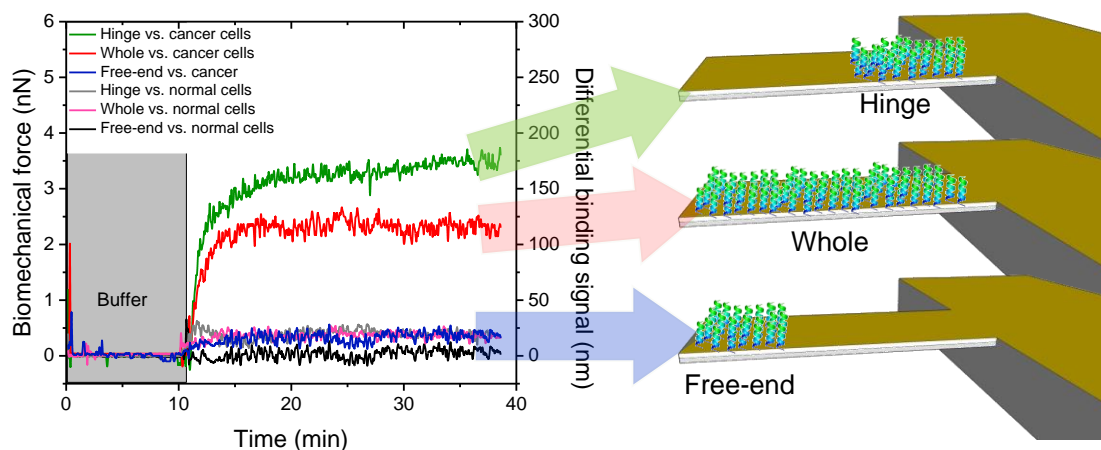 Biomechanical force (nN)
6
5
4
3
2
1
0
Hinge vs. cancer cells
Whole vs. cancer cells
Free-end vs. cancer
Hinge vs. normal cells
Whole vs. normal cells
Free-end vs. normal cells
Buffer
0
10
20
30
40
Time (min)
300
250
200
150
100
50
0
Differential binding signal (nm)
Hinge
Whole
Free-end